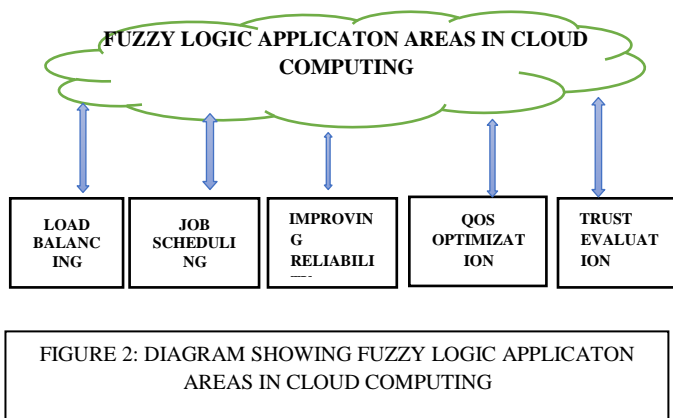 FUZZY LOGIC APPLICATON AREAS IN CLOUD
COMPUTING
LOAD
BALANC
ING
JOB
SCHEDULI
NG
IMPROVIN
G
RELIABILI
QOS
OPTIMIZAT
ION
TRUST
EVALUAT
ION
FIGURE 2: DIAGRAM SHOWING FUZZY LOGIC APPLICATON
AREAS IN CLOUD COMPUTING